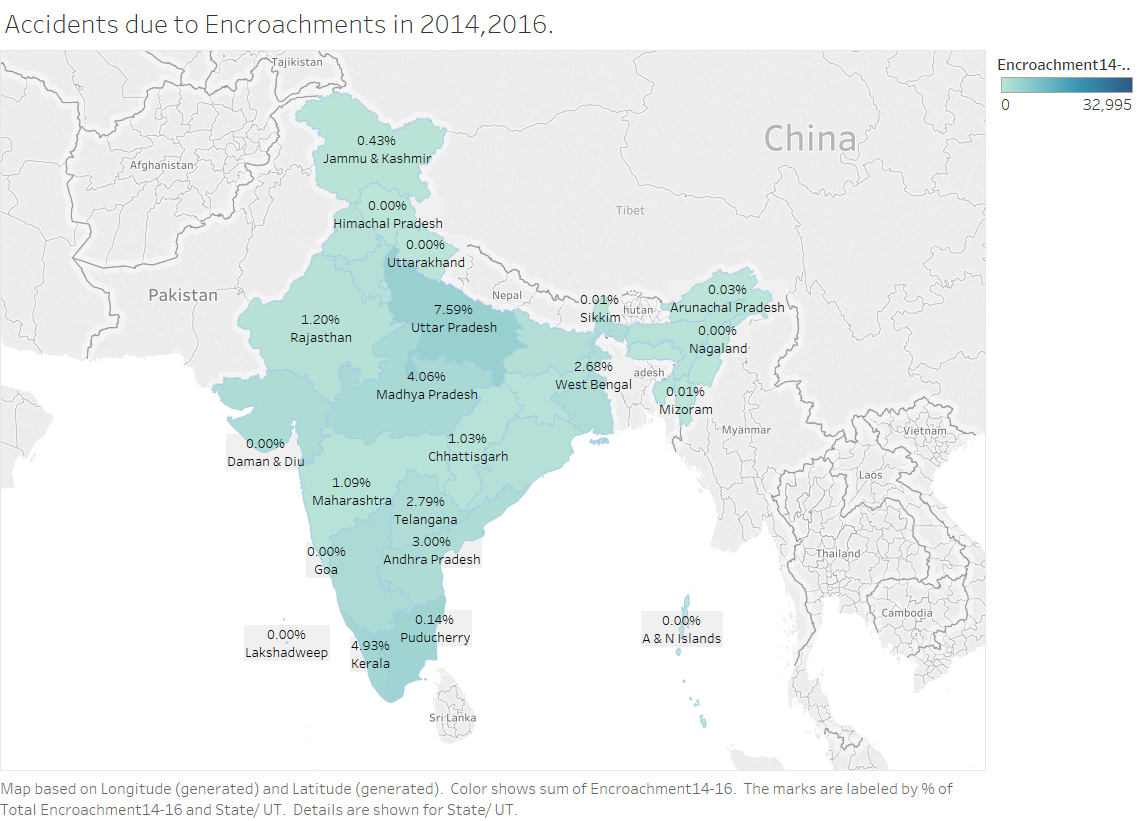 Accidents due to Encroachments in 2014,2016.
Encroachment14-..
0 32,995
Tajikistan
China
0.43%
Jammu & Kashmir
Afghanistan
0.00%
Himachal Pradesh
Tibet
0.00%
Uttarakhand
Pakistan
Nepal
0.01%
Sikkim
hutan
0.03%
Arunachal Pradesh
7.59%
Uttar Pradesh
1.20%
Rajasthan
0.00%
Nagaland
2.68%
West Bengal
adesh
4.06%
Madhya Pradesh
0.01%
Mizoram
Myanmar
Vietnam
0.00%
Daman & Diu
1.03%
Chhattisgarh
Laos
1.09%
Maharashtra
2.79%
Telangana
3.00%
Andhra Pradesh
0.00%
Goa
Thailand
Cambodia
0.14%
Puducherry
0.00%
A & N Islands
0.00%
Lakshadweep
4.93%
Kerala
Sri Lanka
Map based on Longitude (generated) and Latitude (generated).  Color shows sum of Encroachment14-16.  The marks are labeled by % of
Total Encroachment14-16 and State/ UT.  Details are shown for State/ UT.